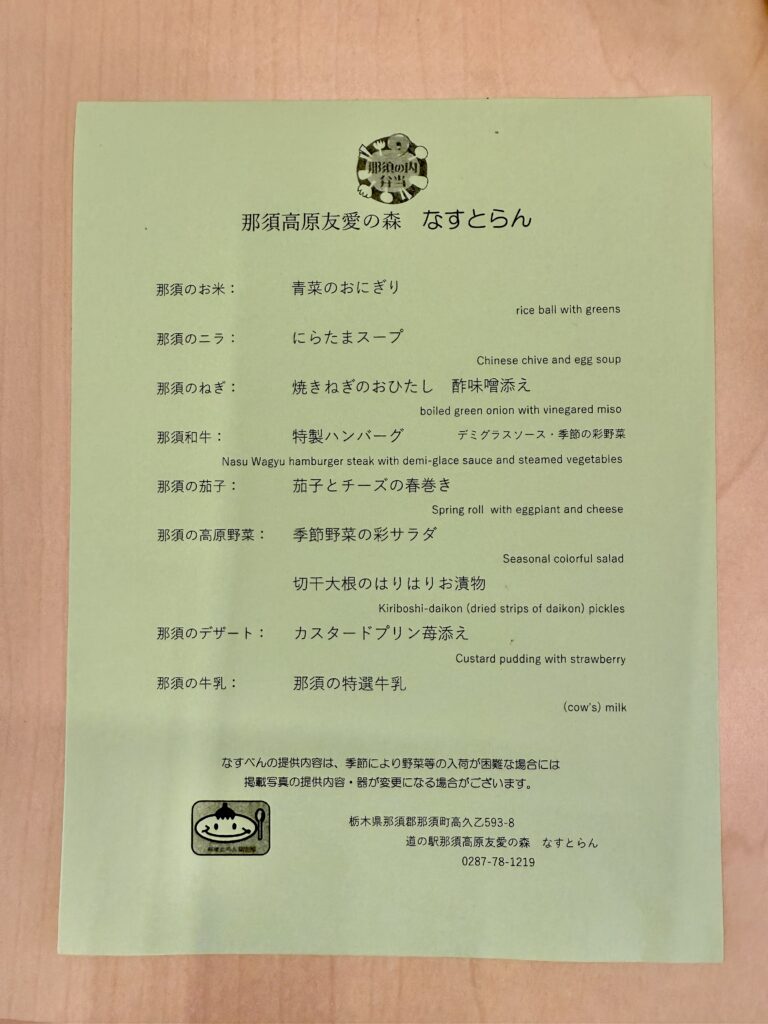 那須の内
弁当
那須高原友愛の森　なすとらん
那須のお米：　青菜のおにぎり
rice ball with greens
那須のニラ：　にらたまスープ
Chinese chive and egg soup
那須のねぎ：　焼きねぎのおひたし　酢味噌添え
boiled green onion with vinegared miso
那須和牛：　特製ハンバーグ　デミグラスソース・季節の彩野菜
Nasu Wagyu hamburger steak with demi-glace sauce and steamed vegetables
那須の茄子：　茄子とチーズの春巻き
Spring roll with eggplant and cheese
那須の高原野菜：　季節野菜の彩サラダ
Seasonal colorful salad
切干大根のはりはりお漬物
Kiriboshi-daikon (dried strips of daikon) pickles
那須のデザート：　カスタードプリン苺添え
Custard pudding with strawberry
那須の牛乳：　那須の特選牛乳
(cow's) milk
なすべんの提供内容は、季節により野菜等の入荷が困難な場合には
掲載写真の提供内容・器が変更になる場合がございます。
栃木県那須郡那須町高久乙593-8
道の駅那須高原友愛の森　なすとらん
0287-78-1219